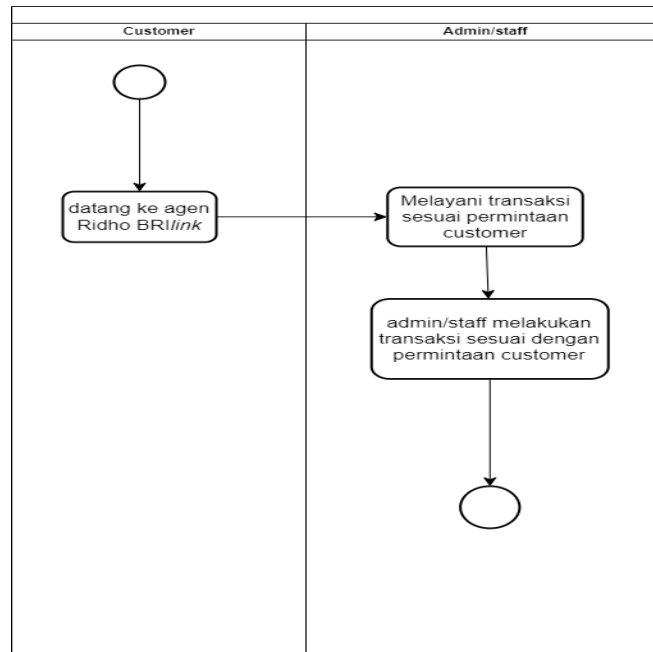 Customer
Admin/staff
datang ke agen
Ridho BRIlink
Melayani transaksi
sesuai permintaan
customer
admin/staff melakukan
transaksi sesuai dengan
permintaan customer